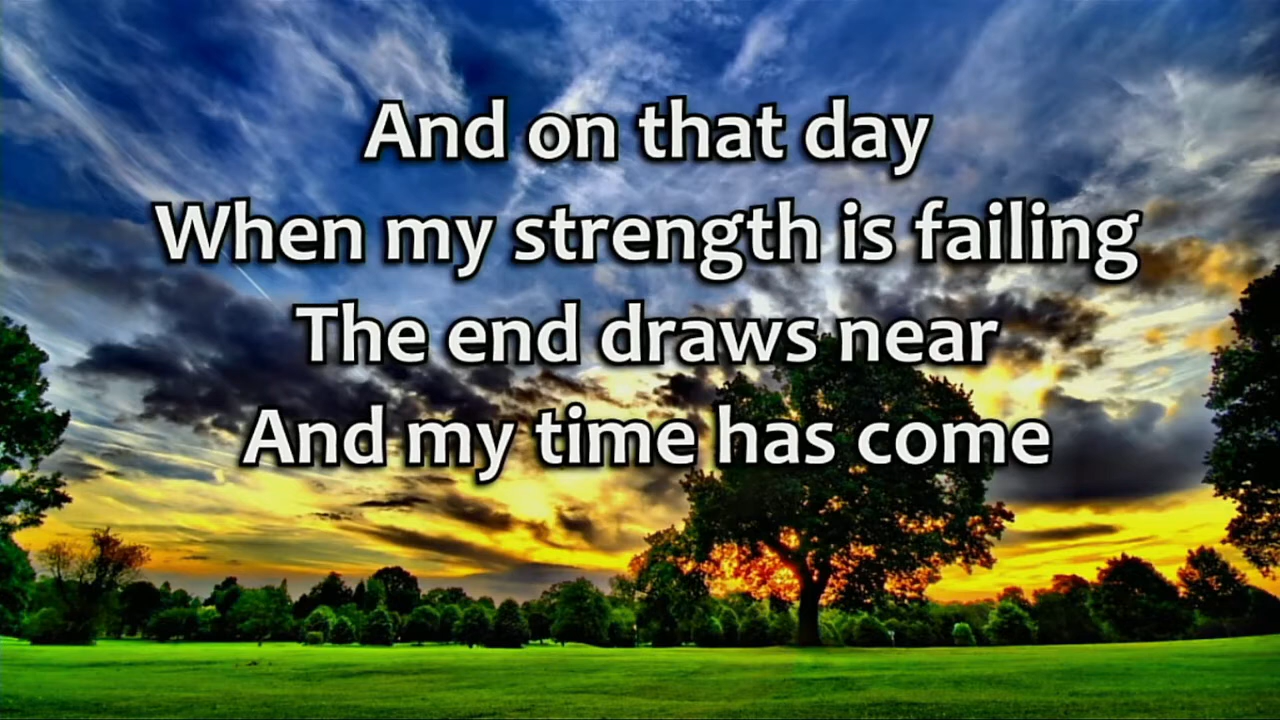 And on that day
When my strength is failing
The end draws near
And my time has come